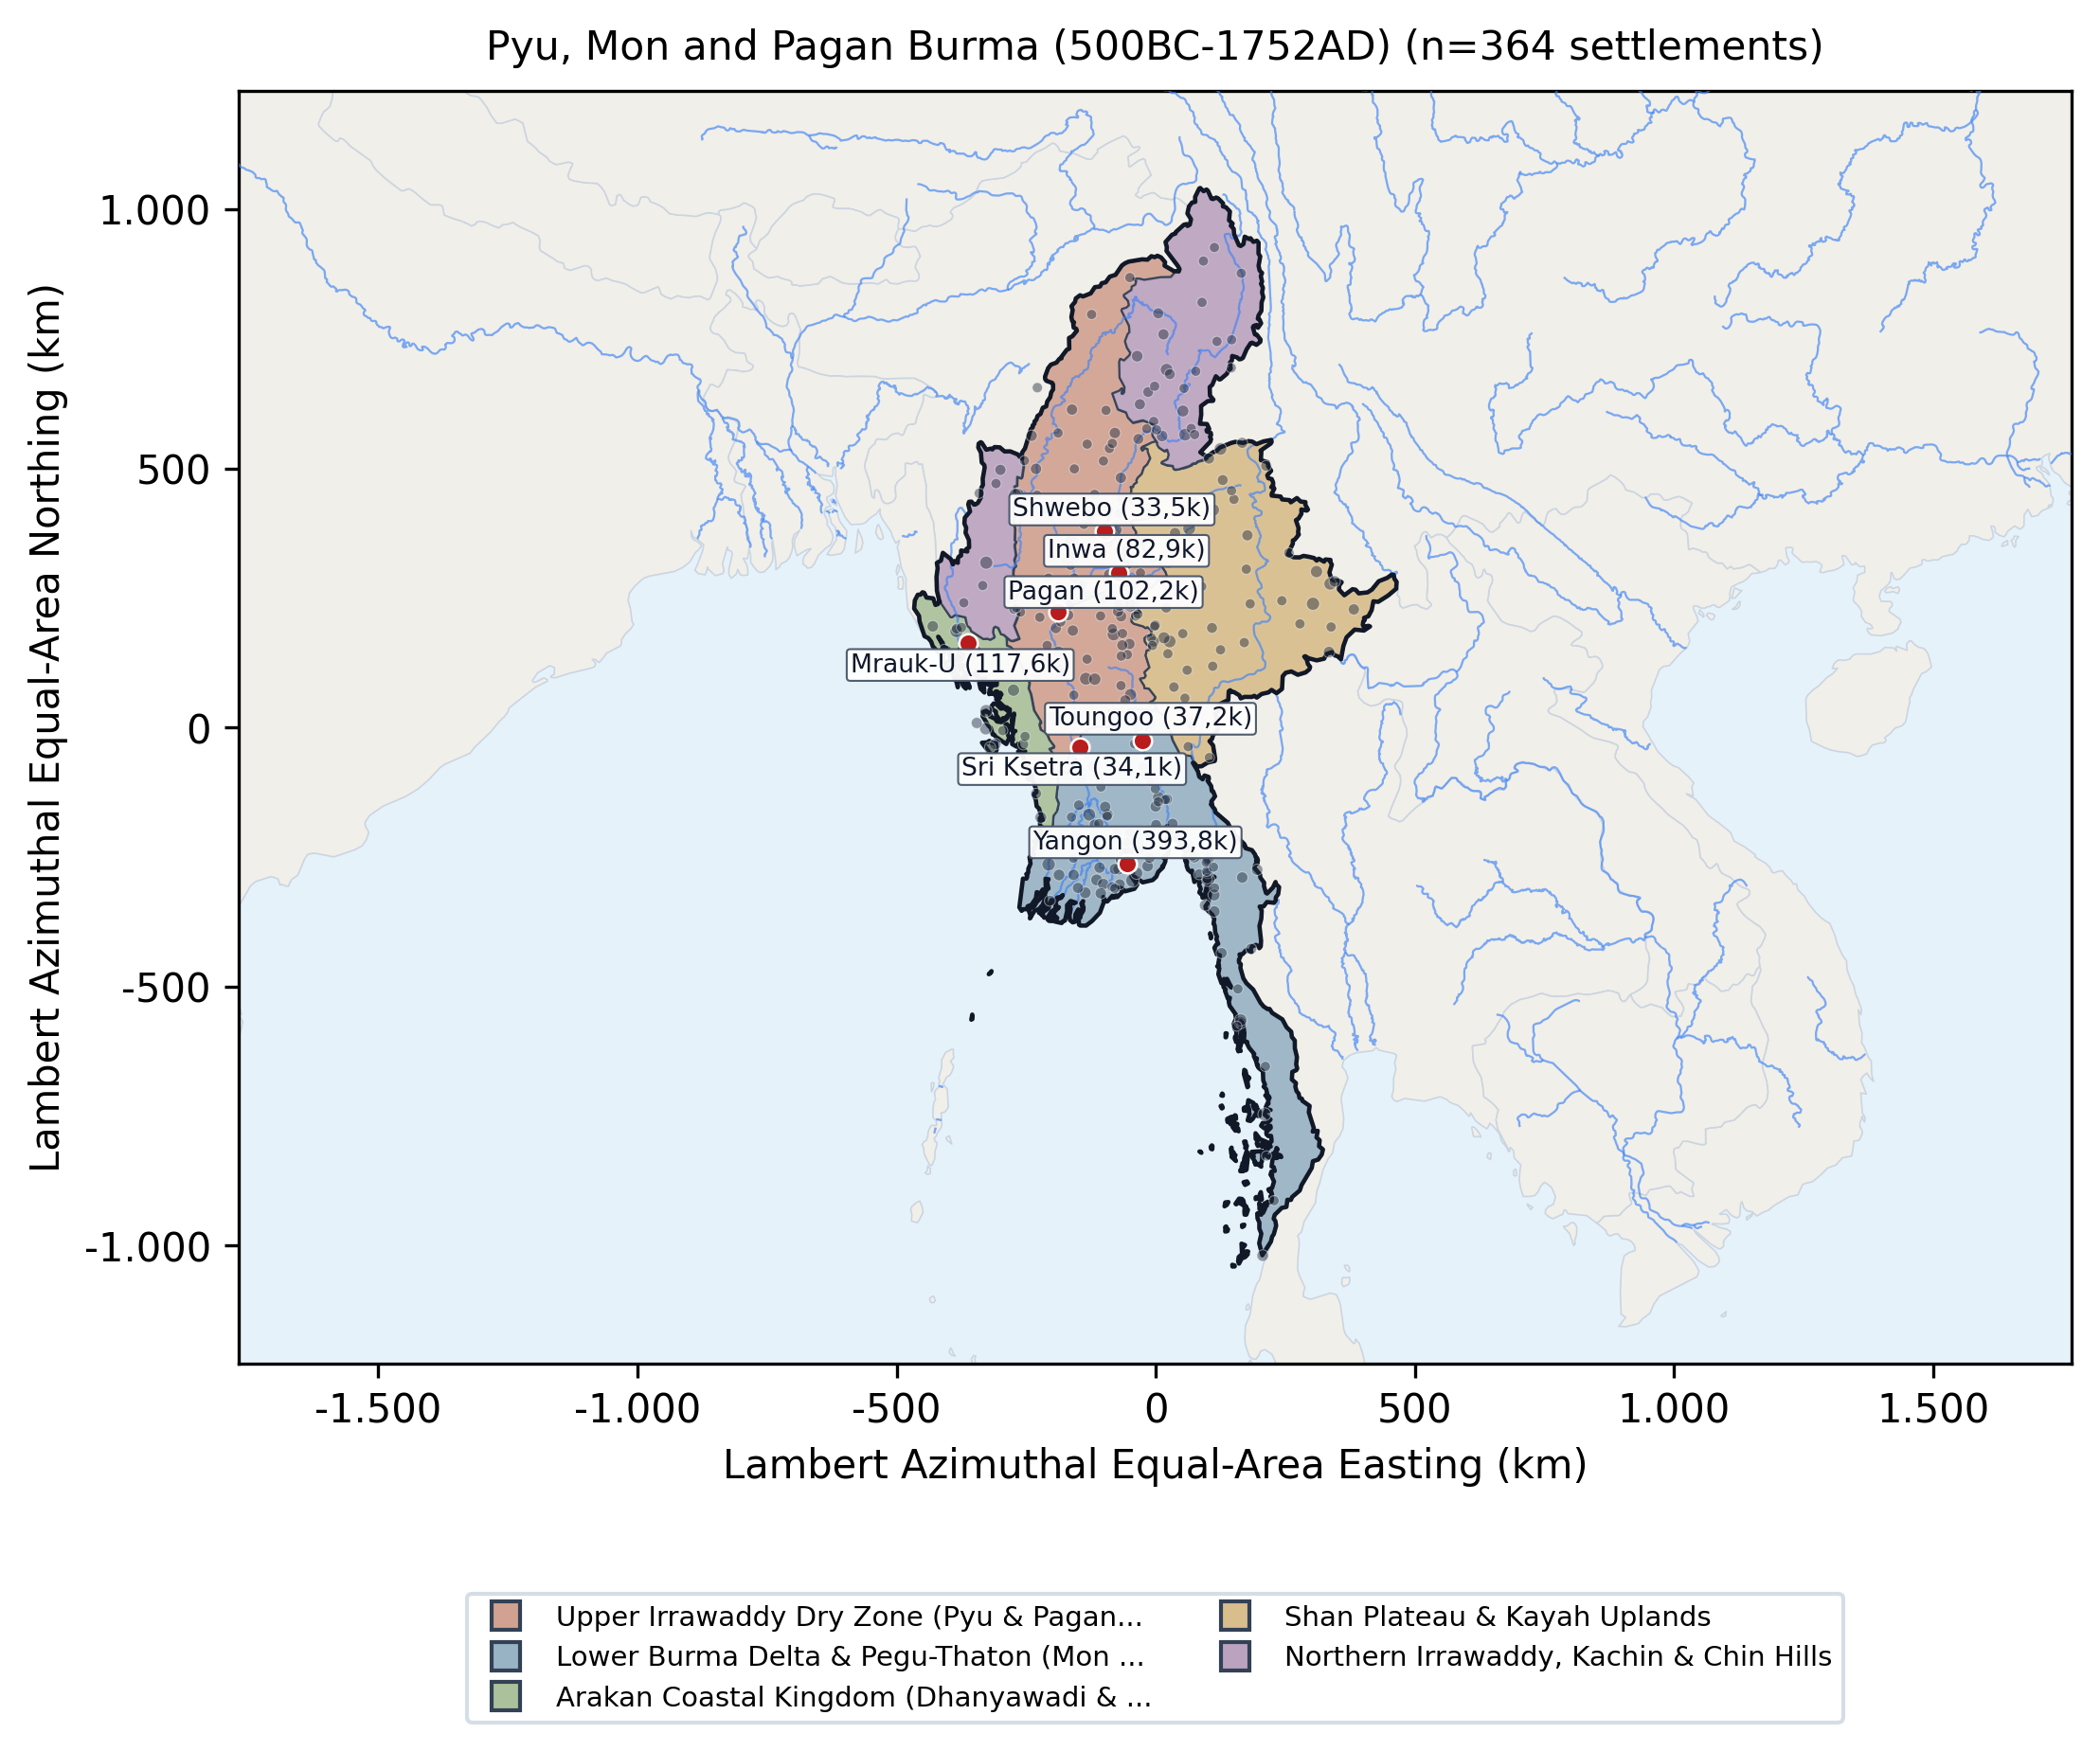 Pyu, Mon and Pagan Burma (500BC-1752AD) (n=364 settlements)
Lambert Azimuthal Equal-Area Northing (km)
1.000
500
0
-500
-1.000
Shwebo (33,5k)
Inwa (82,9k)
Pagan (102,2k)
Mrauk-U (117,6k)
Toungoo (37,2k)
Sri Ksetra (34,1k)
Yangon (393,8k)
-1.500 -1.000 -500 0 500 1.000 1.500
Lambert Azimuthal Equal-Area Easting (km)
Upper Irrawaddy Dry Zone (Pyu & Pagan...
Lower Burma Delta & Pegu-Thaton (Mon ...
Arakan Coastal Kingdom (Dhanyawadi & ...
Shan Plateau & Kayah Uplands
Northern Irrawaddy, Kachin & Chin Hills